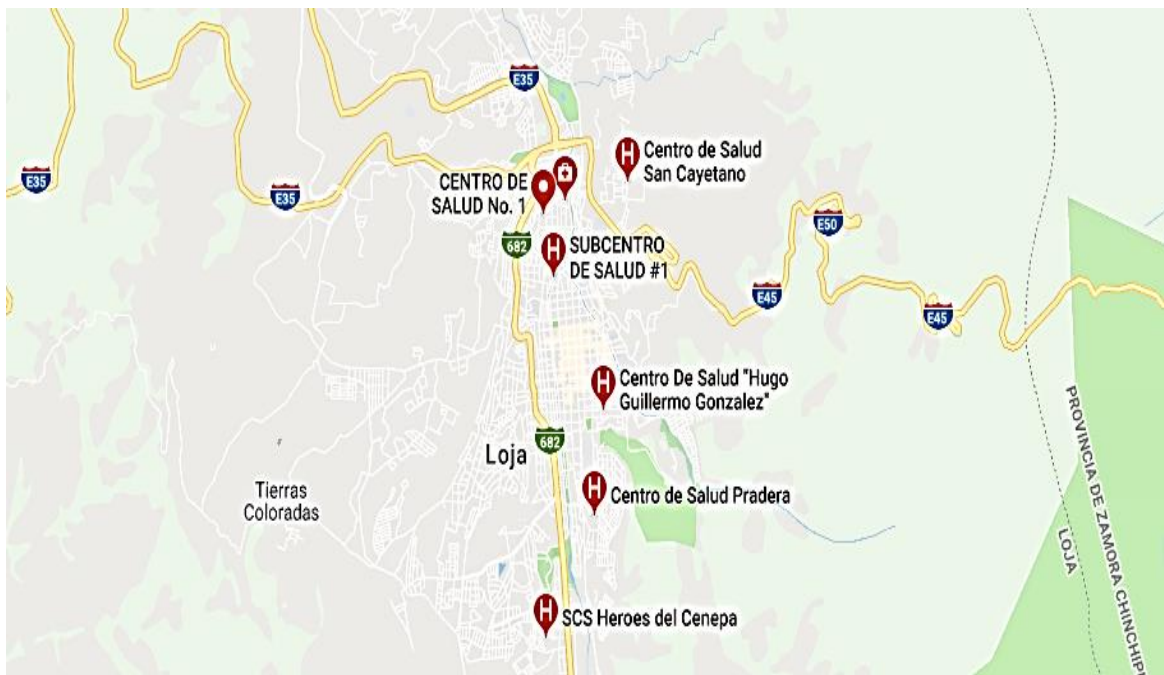 E35
E35
E35
Centro de Salud
San Cayetano
CENTRO DE
SALUD No. 1
E50
682
SUBCENTRO
DE SALUD #1
E45
E45
Centro De Salud "Hugo
Guillermo Gonzalez"
682
Loja
Tierras
Coloradas
Centro de Salud Pradera
SCS Heroes del Cenepa
PROVINCIA DE ZAMORA CHINCHIP
LOJA